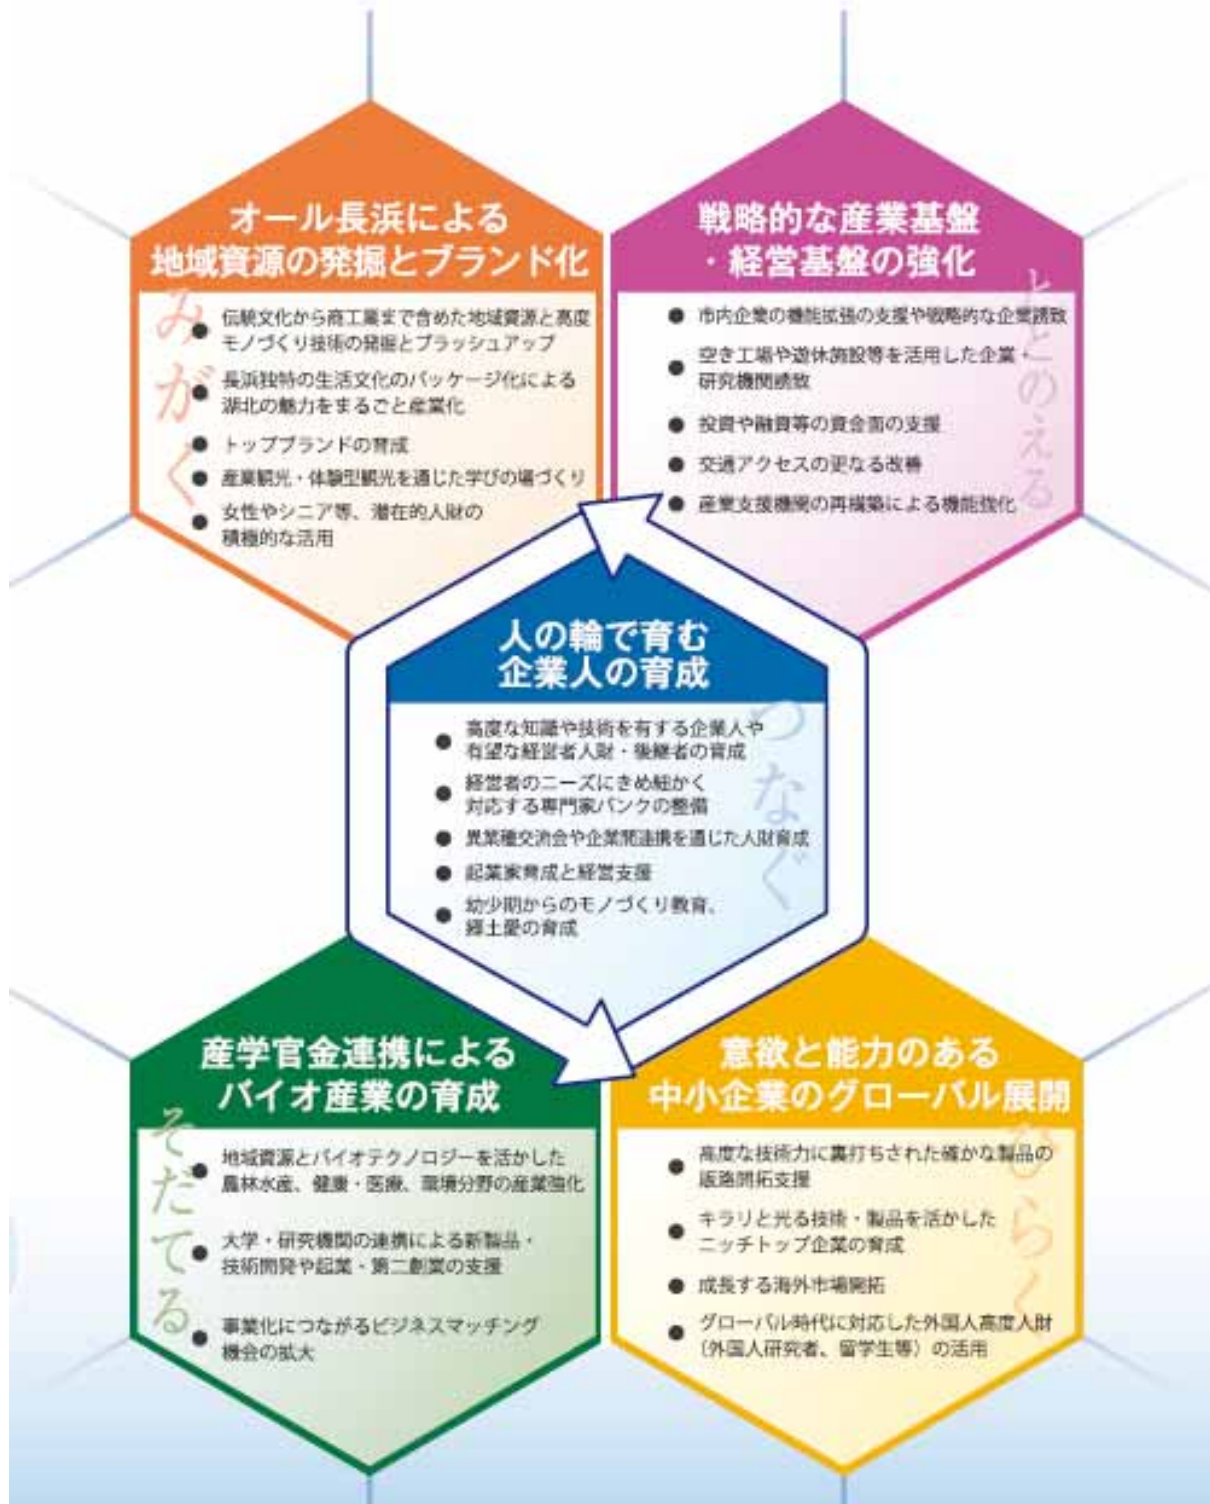 オール長浜による
地域資源の発掘とブランド化
みがく
● 伝統文化から商工業まで含めた地域資源と高度
モノづくり技術の発掘とブラッシュアップ
● 長浜独特の生活文化のパッケージ化による
湖北の魅力をまるごと産業化
● トップブランドの育成
● 産業観光・体験型観光を通じた学びの場づくり
● 女性やシニア等、潜在的人財の
積極的な活用
戦略的な産業基盤
・経営基盤の強化
ととのえる
● 市内企業の機能拡張の支援や戦略的な企業誘致
● 空き工場や遊休施設等を活用した企業・
研究機関誘致
● 投資や融資等の資金面の支援
● 交通アクセスの更なる改善
● 産業支援機関の再構築による機能強化
人の輪で育む
企業人の育成
つなぐ
● 高度な知識や技術を有する企業人や
有望な経営者人財・後継者の育成
● 経営者のニーズにきめ細かく
対応する専門家バンクの整備
● 異業種交流会や企業間連携を通じた人財育成
● 起業家育成と経営支援
● 幼少期からのモノづくり教育、
郷土愛の育成
産学官金連携による
バイオ産業の育成
そだてる
● 地域資源とバイオテクノロジーを活かした
農林水産、健康・医療、環境分野の産業強化
● 大学・研究機関の連携による新製品・
技術開発や起業・第二創業の支援
● 事業化につながるビジネスマッチング
機会の拡大
意欲と能力のある
中小企業のグローバル展開
ひらく
● 高度な技術力に裏打ちされた確かな製品の
販路開拓支援
● キラリと光る技術・製品を活かした
ニッチトップ企業の育成
● 成長する海外市場開拓
● グローバル時代に対応した外国人高度人財
（外国人研究者、留学生等）の活用